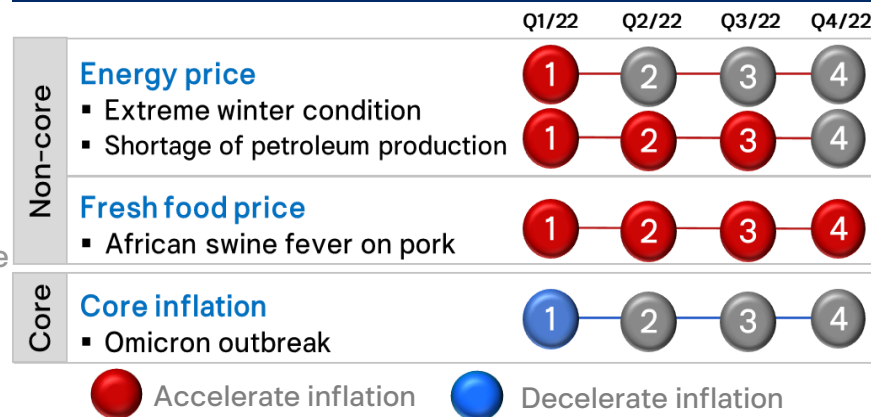 Q1/22 Q2/22 Q3/22 Q4/22
Non-core
Energy price
▪ Extreme winter condition
1 2 3 4
▪ Shortage of petroleum production
1 2 3 4
Fresh food price
▪ African swine fever on pork
1 2 3 4
e
Core
Core inflation
▪ Omicron outbreak
1 2 3 4
Accelerate inflation
Decelerate inflation